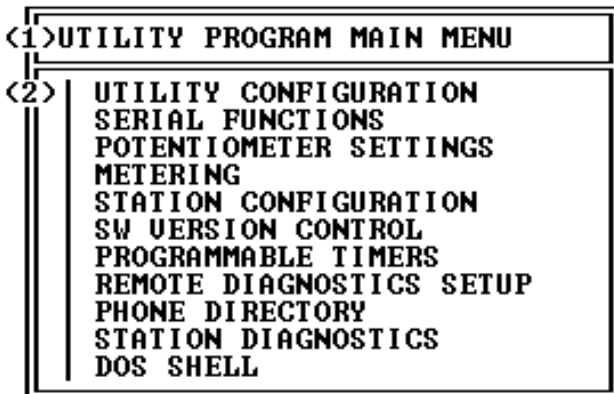 <1>UTILITY PROGRAM MAIN MENU
<2> UTILITY CONFIGURATION
SERIAL FUNCTIONS
POTENTIOMETER SETTINGS
METERING
STATION CONFIGURATION
SW VERSION CONTROL
PROGRAMMABLE TIMERS
REMOTE DIAGNOSTICS SETUP
PHONE DIRECTORY
STATION DIAGNOSTICS
DOS SHELL